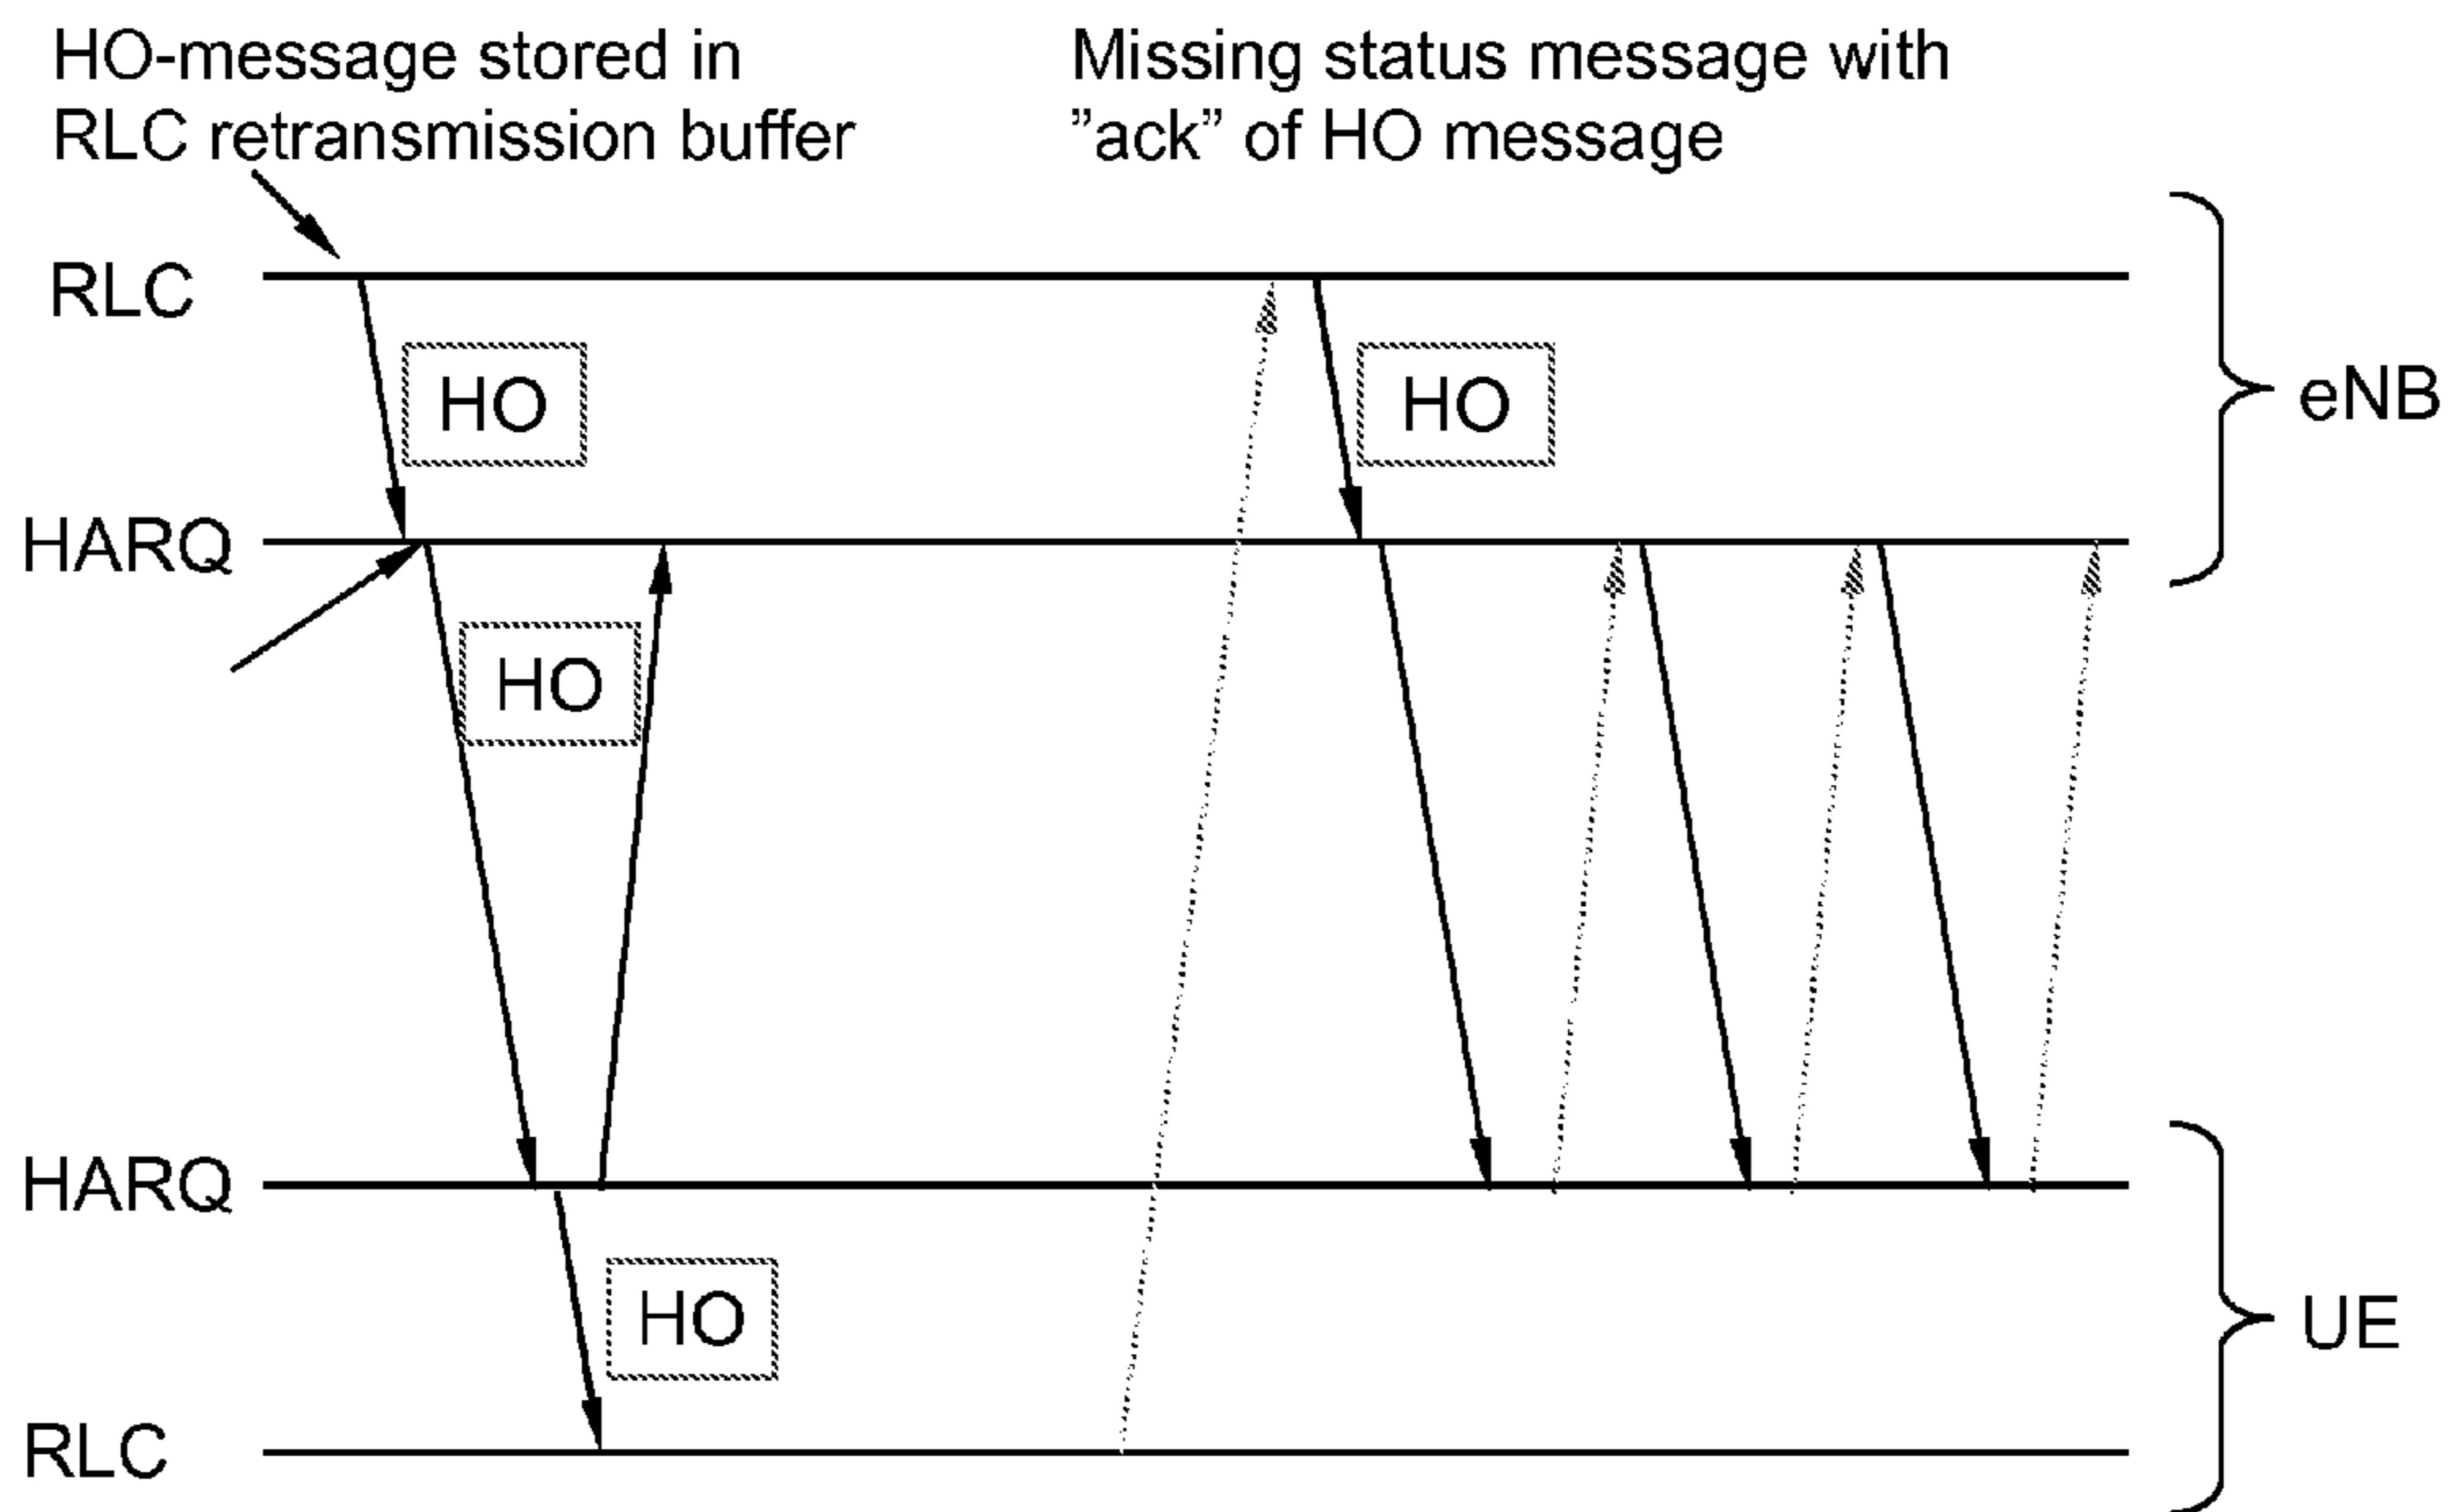 HO-message stored in
RLC retransmission buffer
Missing status message with
”ack” of HO message
RLC
HO
HO
eNB
HARQ
HO
HARQ
HO
UE
RLC